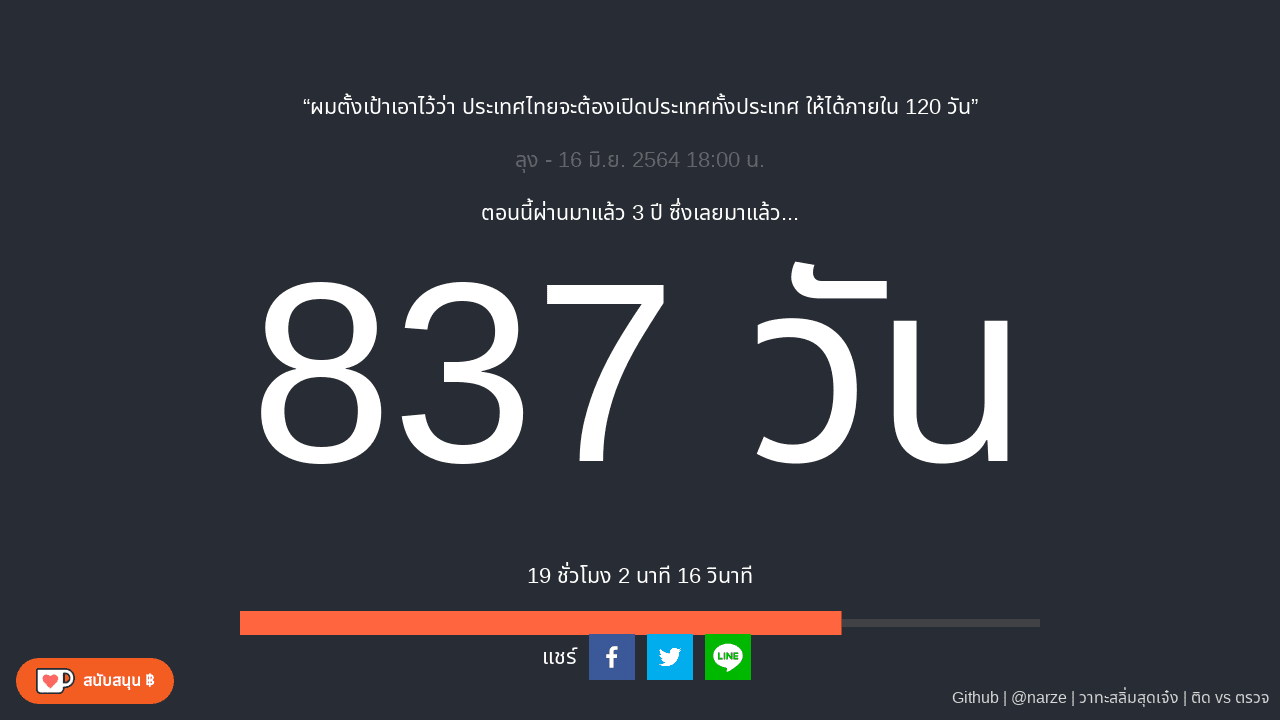 “ผมตั้งเป้าเอาไว้ว่า ประเทศไทยจะต้องเปิดประเทศทั้งประเทศ ให้ได้ภายใน 120 วัน”
ลุง - 16 มิ.ย. 2564 18:00 น.
ตอนนี้ผ่านมาแล้ว 3 ปี ซึ่งเลยมาแล้ว...
837 วัน
19 ชั่วโมง 2 นาที 16 วินาที
แชร์
LINE
สนับสนุน ฿
Github | @narze | วาทะสลิ่มสุดเจ๋ง | ติด vs ตรวจ